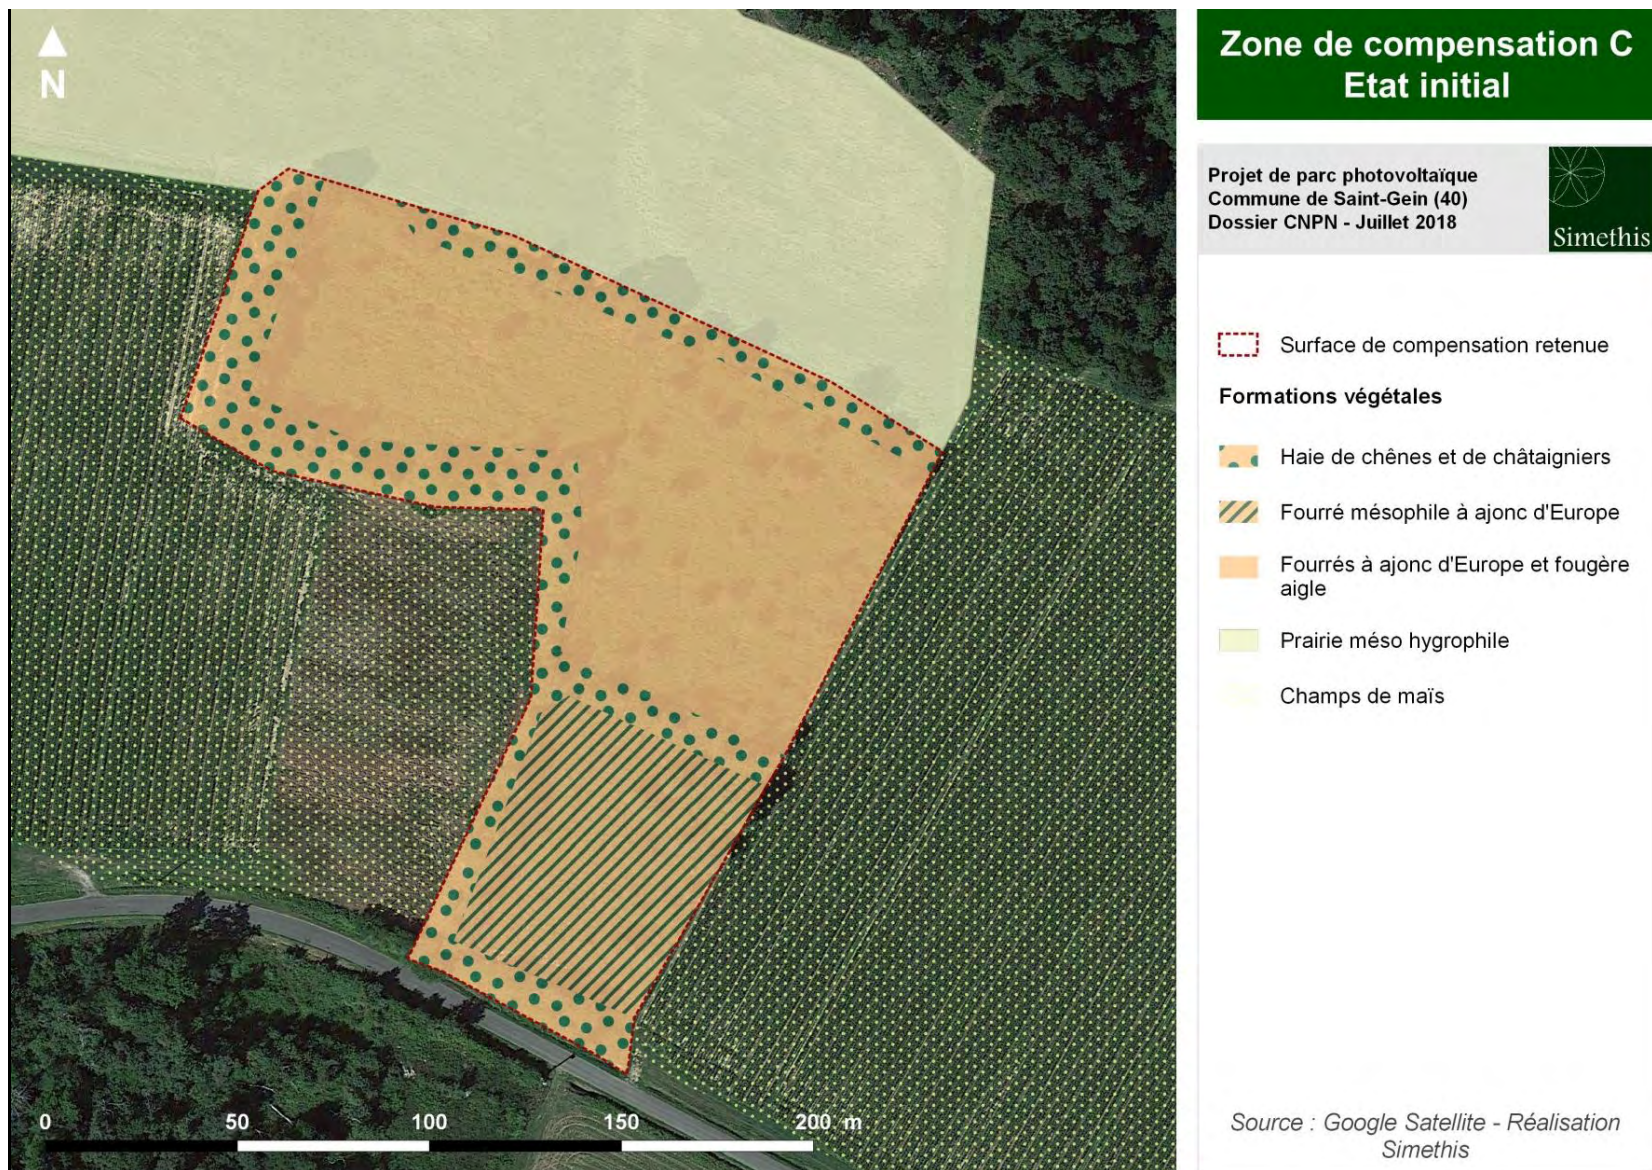 N
Zone de compensation C
Etat initial
Projet de parc photovoltaïque
Commune de Saint-Gein (40)
Dossier CNPN - Juillet 2018
Simethis
Surface de compensation retenue
Formations végétales
Haie de chênes et de châtaigniers
Fourré mésophile à ajonc d'Europe
Fourrés à ajonc d'Europe et fougère
aigle
Prairie méso hygrophile
Champs de maïs
0 50 100 150 200 m
Source : Google Satellite - Réalisation
Simethis